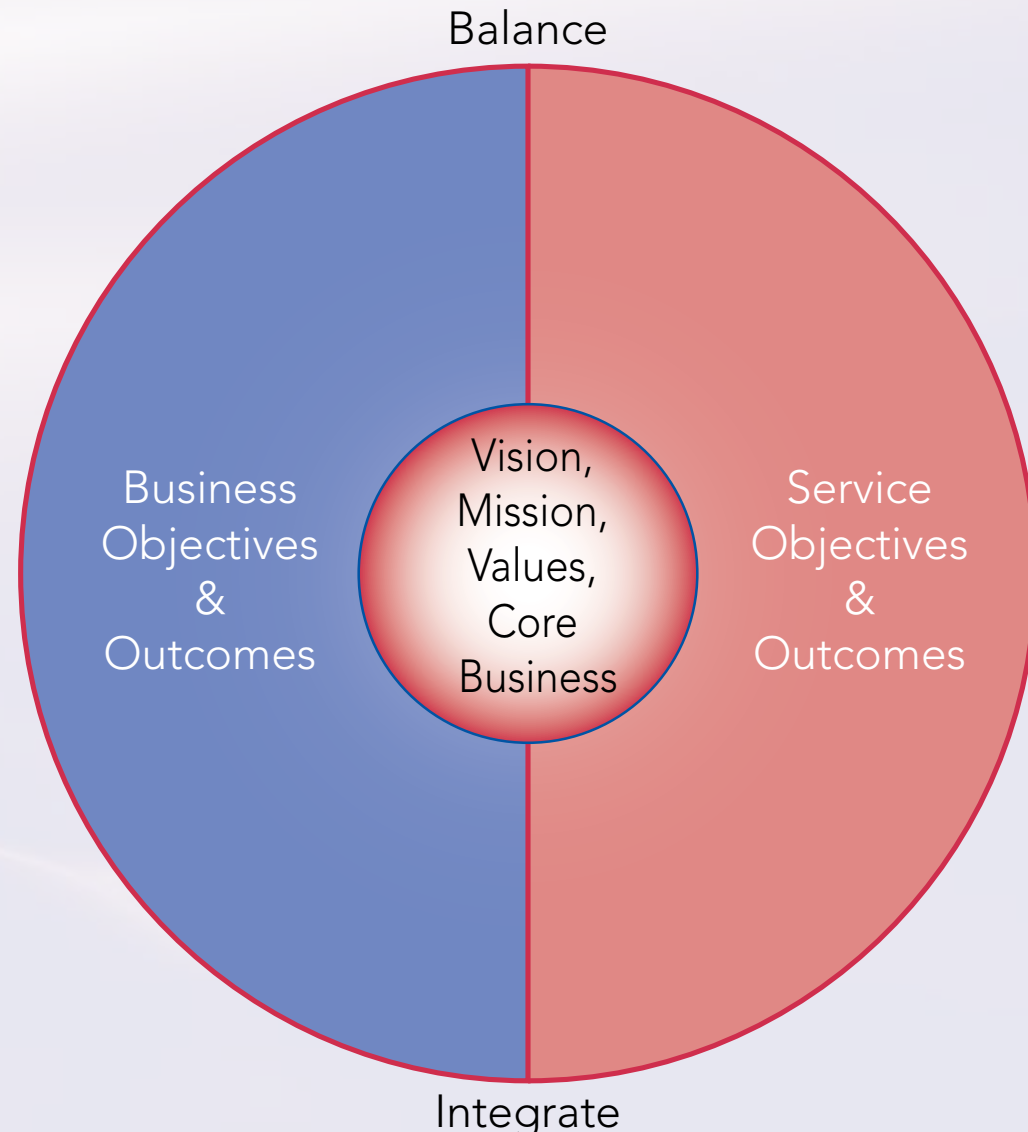 Balance
Business
Objectives
&
Outcomes
Vision,
Mission,
Values,
Core
Business
Service
Objectives
&
Outcomes
Integrate